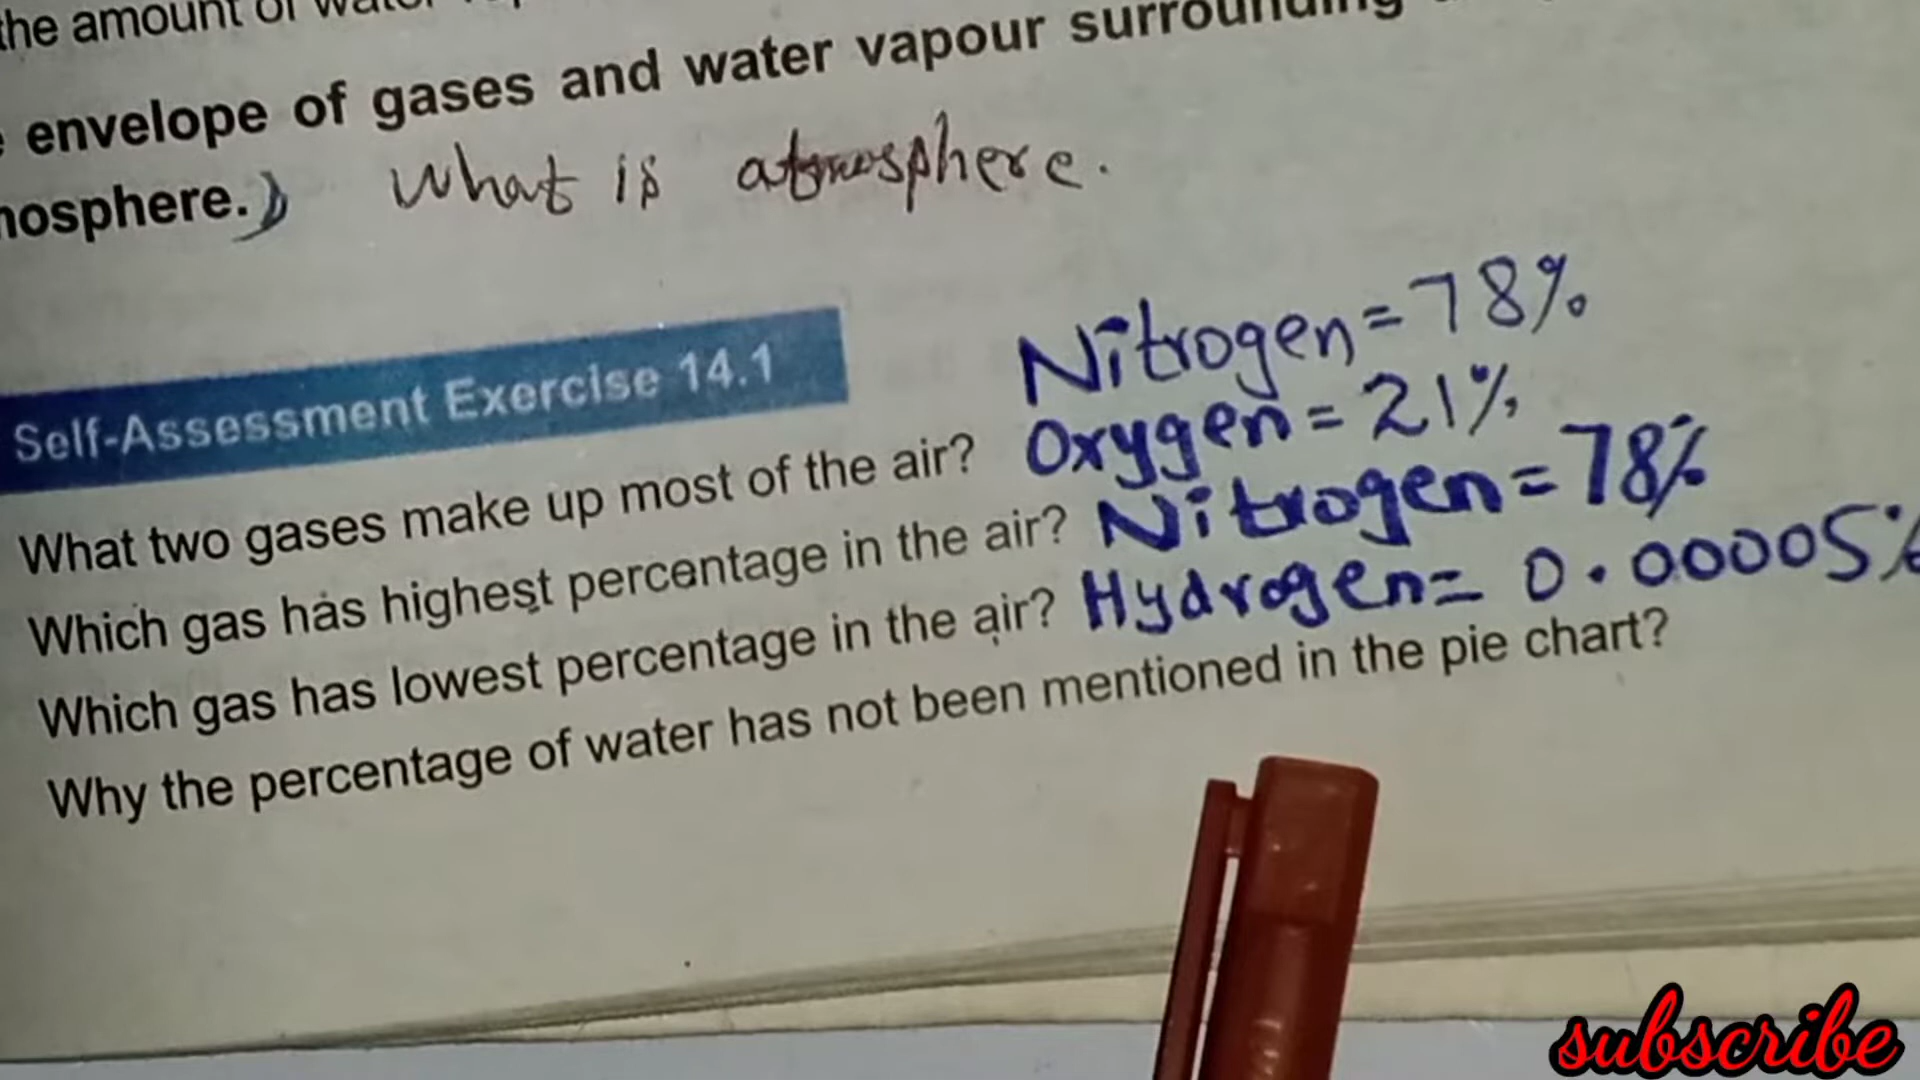 the amount of water
envelope of gases and water vapour surrounding
mosphere.) What is atmosphere.
Self-Assessment Exercise 14.1
Nitrogen = 78%
What two gases make up most of the air? Oxygen = 21%
Which gas has highest percentage in the air? Nitrogen = 78%
Which gas has lowest percentage in the air? Hydrogen = 0.00005%
Why the percentage of water has not been mentioned in the pie chart?
subscribe